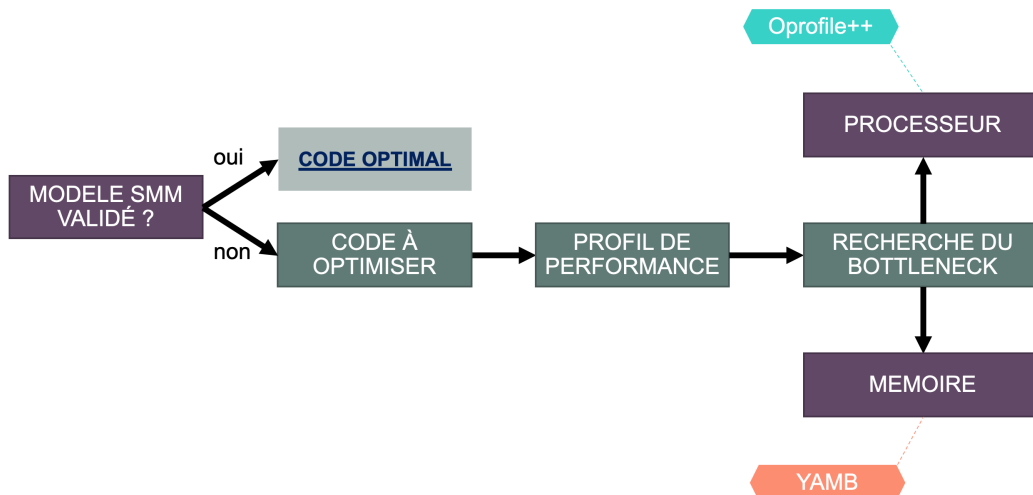 Oprofile++
PROCESSEUR
oui
CODE OPTIMAL
MODELE SMM
VALIDÉ ?
non
CODE À
OPTIMISER
PROFIL DE
PERFORMANCE
RECHERCHE DU
BOTTLENECK
MEMOIRE
YAMB